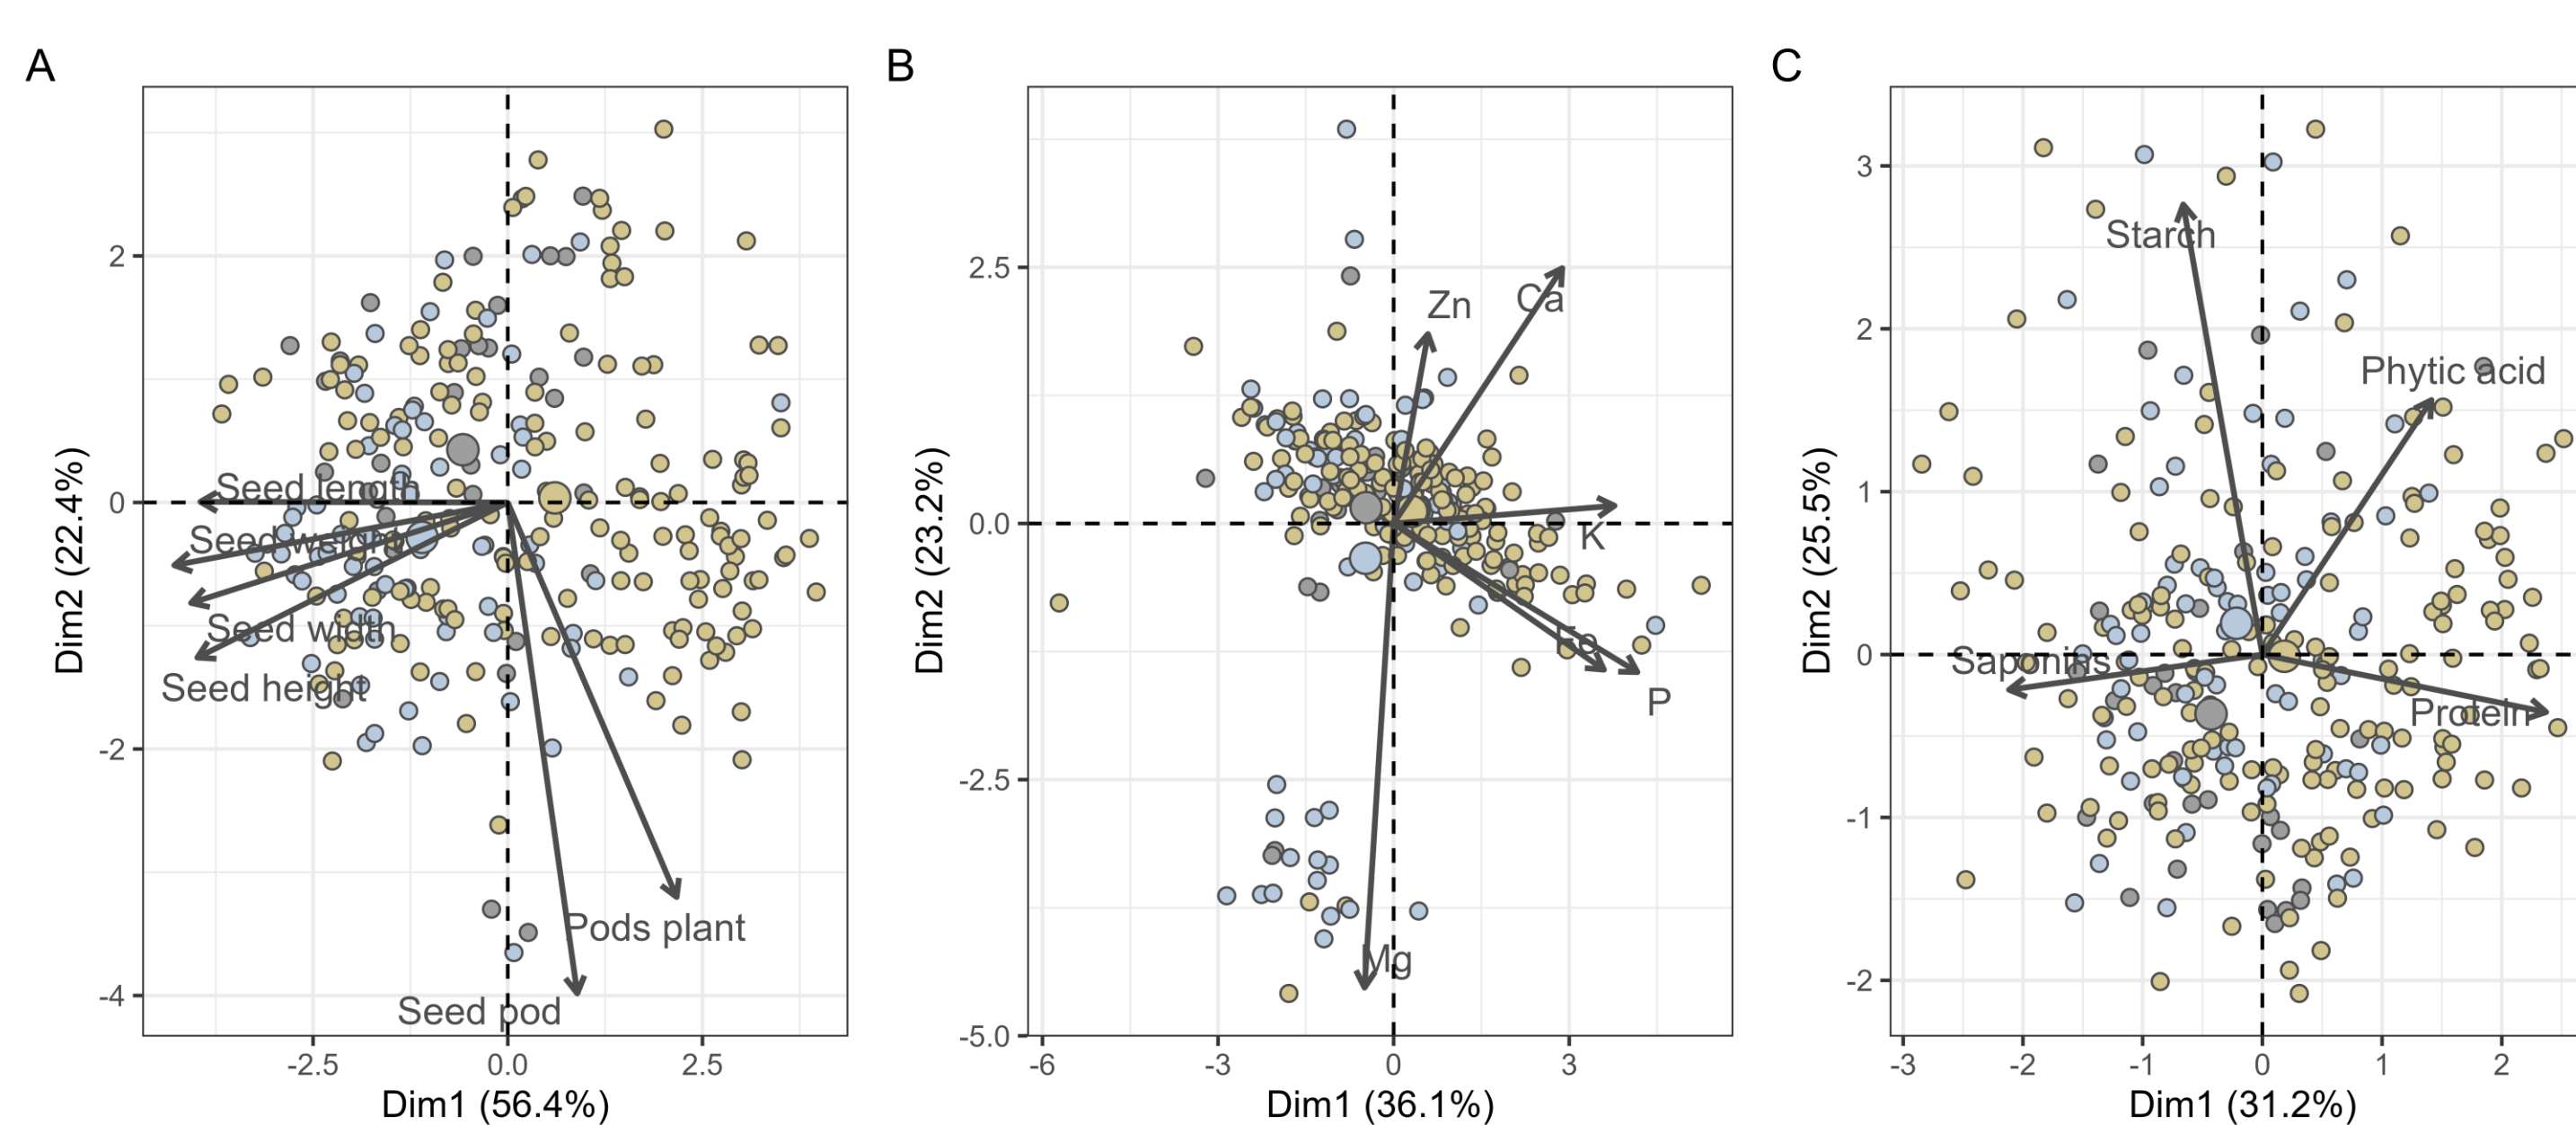 A
B
C
Dim2 (22.4%)
2
0
-2
-4
-2.5
0.0
2.5
Dim1 (56.4%)
Seed length
Seed weight
Seed width
Seed height
Pods plant
Seed pod
Dim2 (23.2%)
2.5
0.0
-2.5
-5.0
-6
-3
0
3
Dim1 (36.1%)
Zn
Ca
K
Fe
P
Mg
Dim2 (25.5%)
3
2
1
0
-1
-2
-3
-2
-1
0
1
2
Dim1 (31.2%)
Starch
Phytic acid
Saponins
Protein